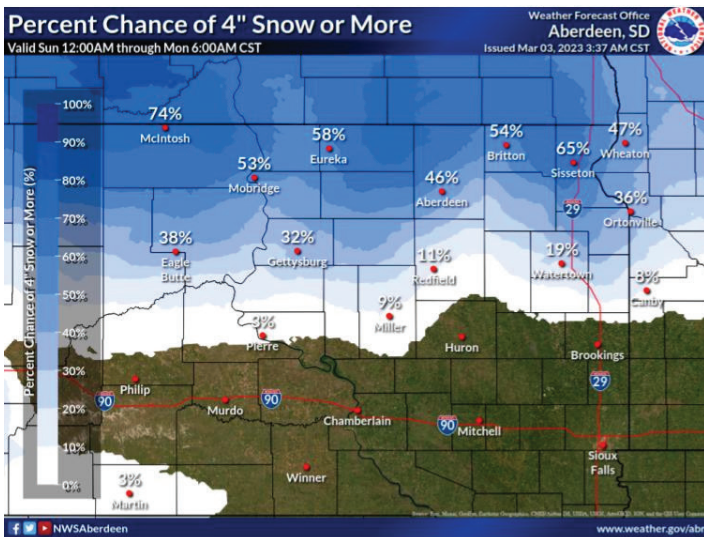 Percent Chance of 4" Snow or More
Valid Sun 12:00AM through Mon 6:00AM CST
Weather Forecast Office
Aberdeen, SD
Issued Mar 03, 2023 3:37 AM CST
Percent Chance of 4" Snow or More (%)
100%
90%
80%
70%
60%
50%
40%
30%
20%
10%
0%
74%
McIntosh
58%
Eureka
54%
Britton
47%
Wheaton
65%
Sisseton
53%
Mobridge
46%
Aberdeen
36%
Ortonville
29
38%
Eagle
Butte
32%
Gettysburg
11%
Redfield
19%
Watertown
8%
Canby
9%
Miller
3%
Pierre
Huron
Brookings
Philip
90
Murdo
90
29
Chamberlain
90
Mitchell
Sioux
Falls
Winner
3%
Martin
NWSAberdeen
www.weather.gov/abr